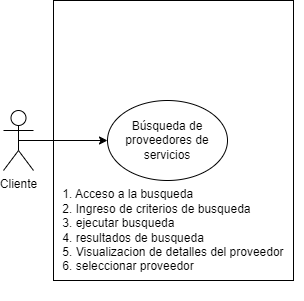 Búsqueda de
proveedores de
servicios
Cliente
1. Acceso a la busqueda
2. Ingreso de criterios de busqueda
3. ejecutar busqueda
4. resultados de busqueda
5. Visualizacion de detalles del proveedor
6. seleccionar proveedor